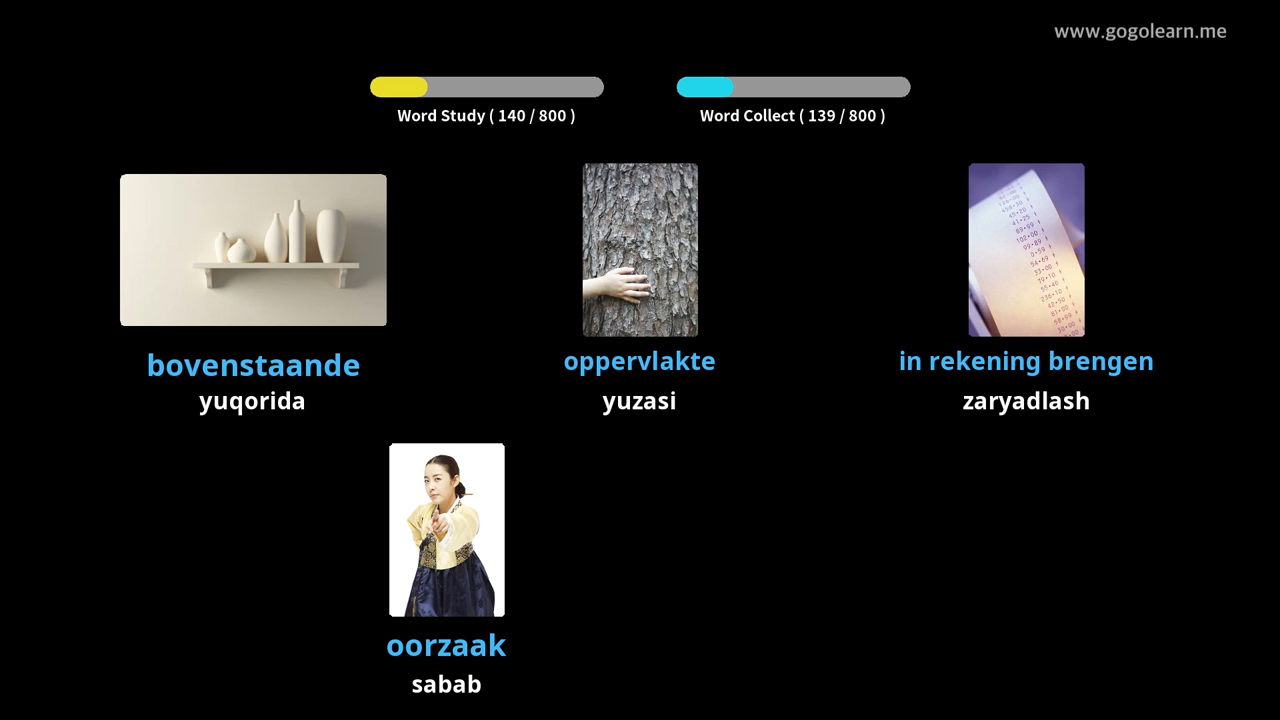 www.gogolearn.me
Word Study ( 140 / 800 )
Word Collect ( 139 / 800 )
bovenstaande
yuqorida
oppervlakte
yuzasi
in rekening brengen
zaryadlash
oorzaak
sabab